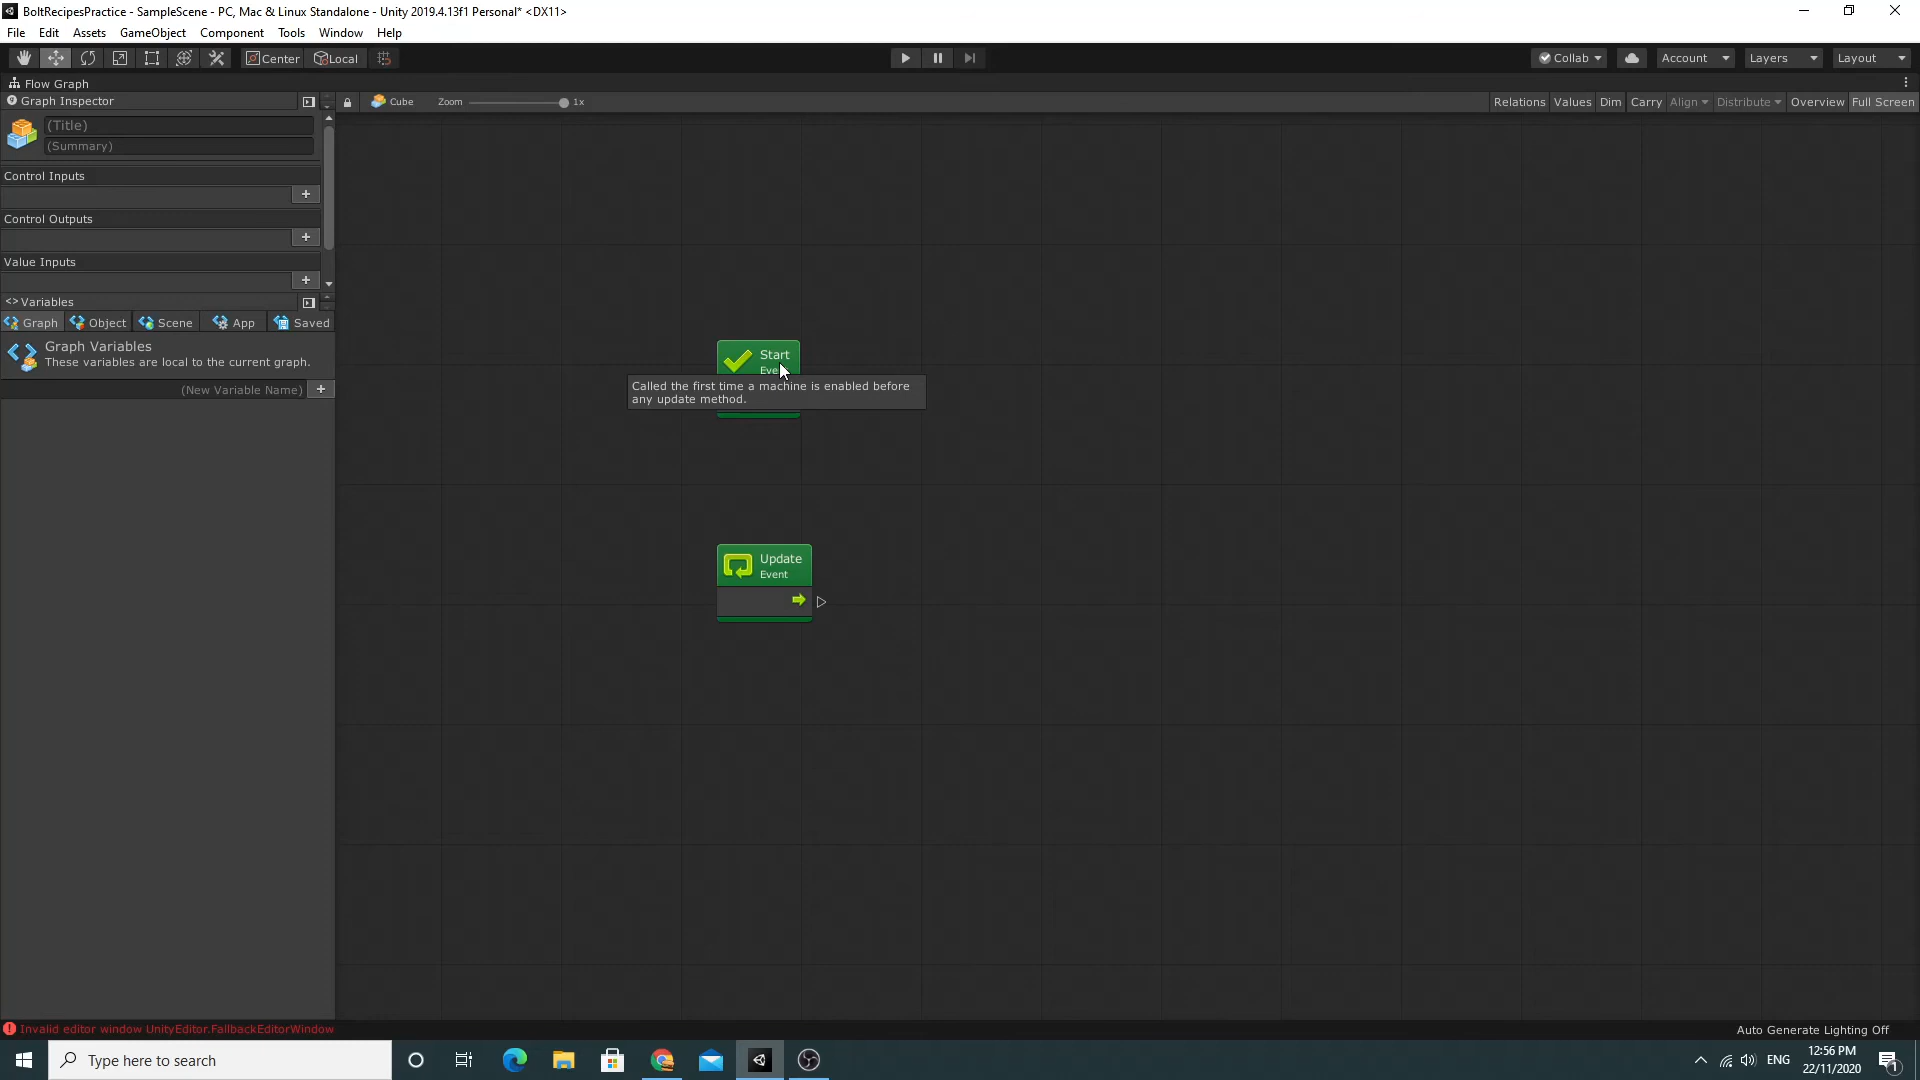 BoltRecipesPractice - SampleScene - PC, Mac & Linux Standalone - Unity 2019.4.13f1 Personal* <DX11>
File Edit Assets GameObject Component Tools Window Help
Center Local Collab Account Layers Layout
Flow Graph
Graph Inspector Cube Zoom 1x Relations Values Dim Carry Align Distribute Overview Full Screen
(Title)
(Summary)
Control Inputs
+
Control Outputs
+
Value Inputs
+
<> Variables
Graph Object Scene App Saved
Graph Variables
These variables are local to the current graph.
(New Variable Name) +
Start
Called the first time a machine is enabled before
any update method.
Update
Event
Invalid editor window UnityEditor.FallbackEditorWindow
Auto Generate Lighting Off
Type here to search
ENG
12:56 PM
22/11/2020
1